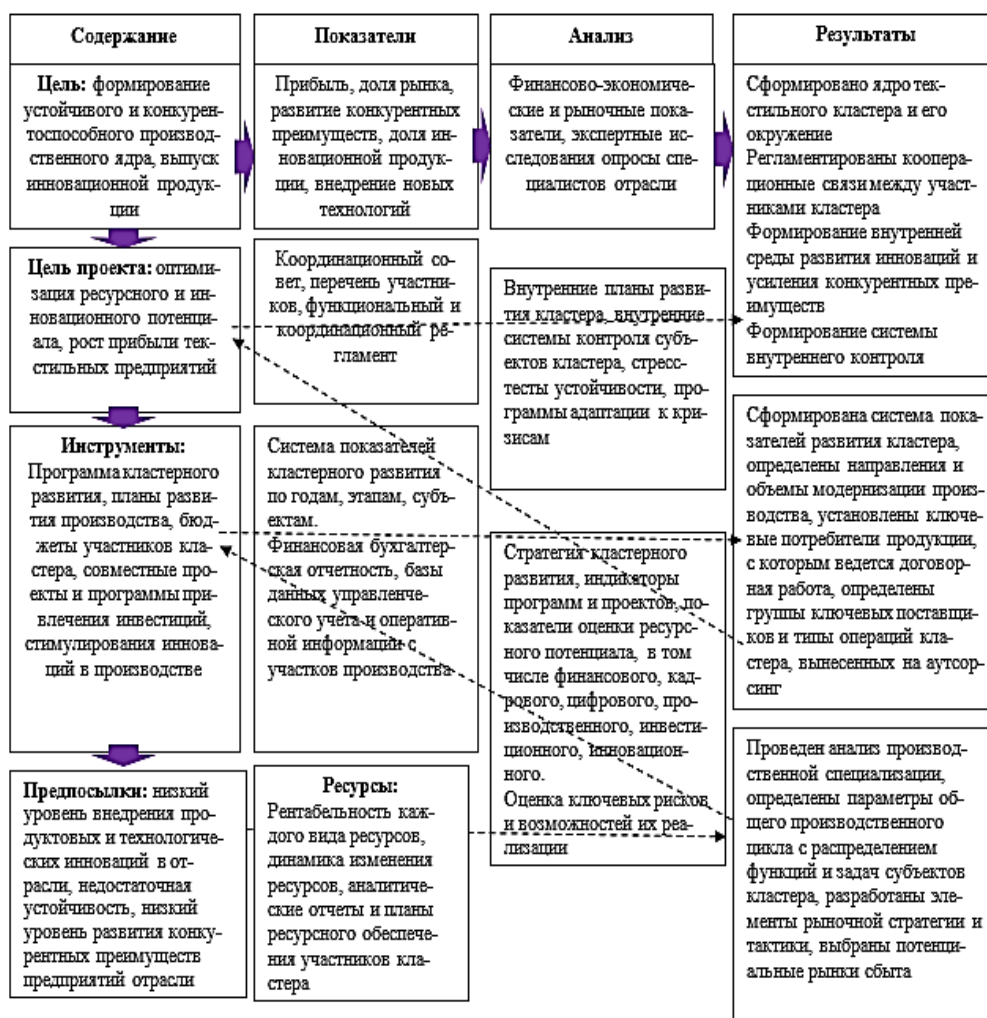 Содержание
Цель: формирование
устойчивого и конкурен-
тоспособного производ-
ственного ядра, выпуск
инновационной продук-
ции
Цель проекта: оптими-
зация ресурсного и ин-
новационного потенци-
ала, рост прибыли тек-
стильных предприятий
Инструменты:
Программа кластерного
развития, планы разви-
тия производства, бюд-
жеты участников кла-
стера, совместные про-
екты и программы при-
влечения инвестиций,
стимулирования иннова-
ций в производстве
Предпосылки: низкий
уровень внедрения про-
дуктовых и технологиче-
ских инноваций в от-
расли, недостаточная
устойчивость, низкий
уровень развития конку-
рентных преимуществ
предприятий отрасли
Показатели
Прибыль, доля рынка,
развитие конкурентных
преимуществ, доля ин-
новационной продук-
ции, внедрение новых
технологий
Координационный со-
вет, перечень участни-
ков, функциональный и
координационный ре-
гламент
Система показателей
кластерного развития
по годам, этапам, субъ-
ектам.
Финансовая бухгалтер-
ская отчетность, базы
данных управленче-
ского учета и оператив-
ной информации с
участков производства
Ресурсы:
Рентабельность каж-
дого вида ресурсов,
динамика изменения
ресурсов, аналитиче-
ские отчеты и планы
ресурсного обеспече-
ния участников кла-
стера
Анализ
Финансово-экономиче-
ские и рыночные пока-
затели, экспертные ис-
следования опросы спе-
циалистов отрасли
Внутренние планы разви-
тия кластера, внутренние
системы контроля субъ-
ектов кластера, стресс-
тесты устойчивости, про-
граммы адаптации к кри-
зисам
Стратегия кластерного
развития, индикаторы
программ и проектов, по-
казатели оценки ресурс-
ного потенциала, в том
числе финансового, кад-
рового, цифрового, про-
изводственного, инвести-
ционного, инновацион-
ного.
Оценка ключевых рисков
и возможностей их реа-
лизации
Результаты
Сформировано ядро тек-
стильного кластера и его
окружение
Регламентированы коопера-
ционные связи между участ-
никами кластера
Формирование внутренней
среды развития инноваций и
усиления конкурентных пре-
имуществ
Формирование системы
внутреннего контроля
Сформирована система пока-
зателей развития кластера,
определены направления и
объемы модернизации произ-
водства, установлены ключе-
вые потребители продукции,
с которым ведется договор-
ная работа, определены
группы ключевых поставщи-
ков и типы операций кла-
стера, вынесенных на аутсор-
синг
Проведен анализ производ-
ственной специализации,
определены параметры об-
щего производственного
цикла с распределением
функций и задач субъектов
кластера, разработаны эле-
менты рыночной стратегии и
тактики, выбраны потенци-
альные рынки сбыта